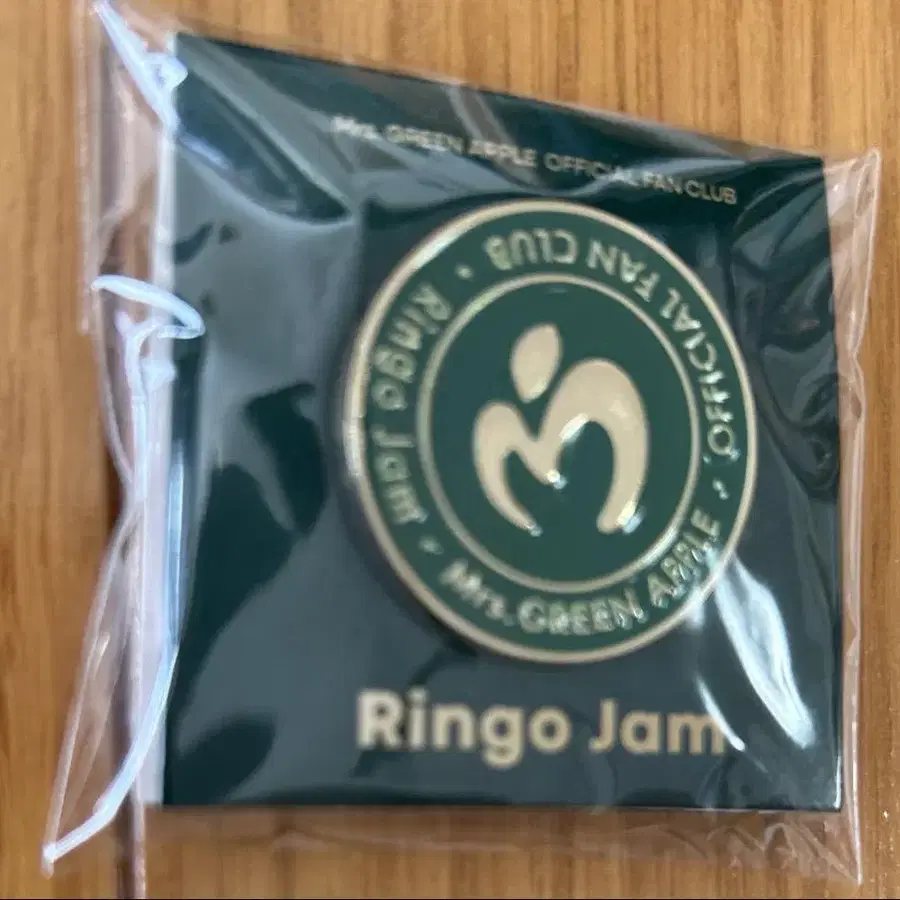 Mrs. GREEN APPLE OFFICIAL FAN CLUB
Ringo Jam • Mrs. GREEN APPLE • OFFICIAL FAN CLUB •
Ringo Jam